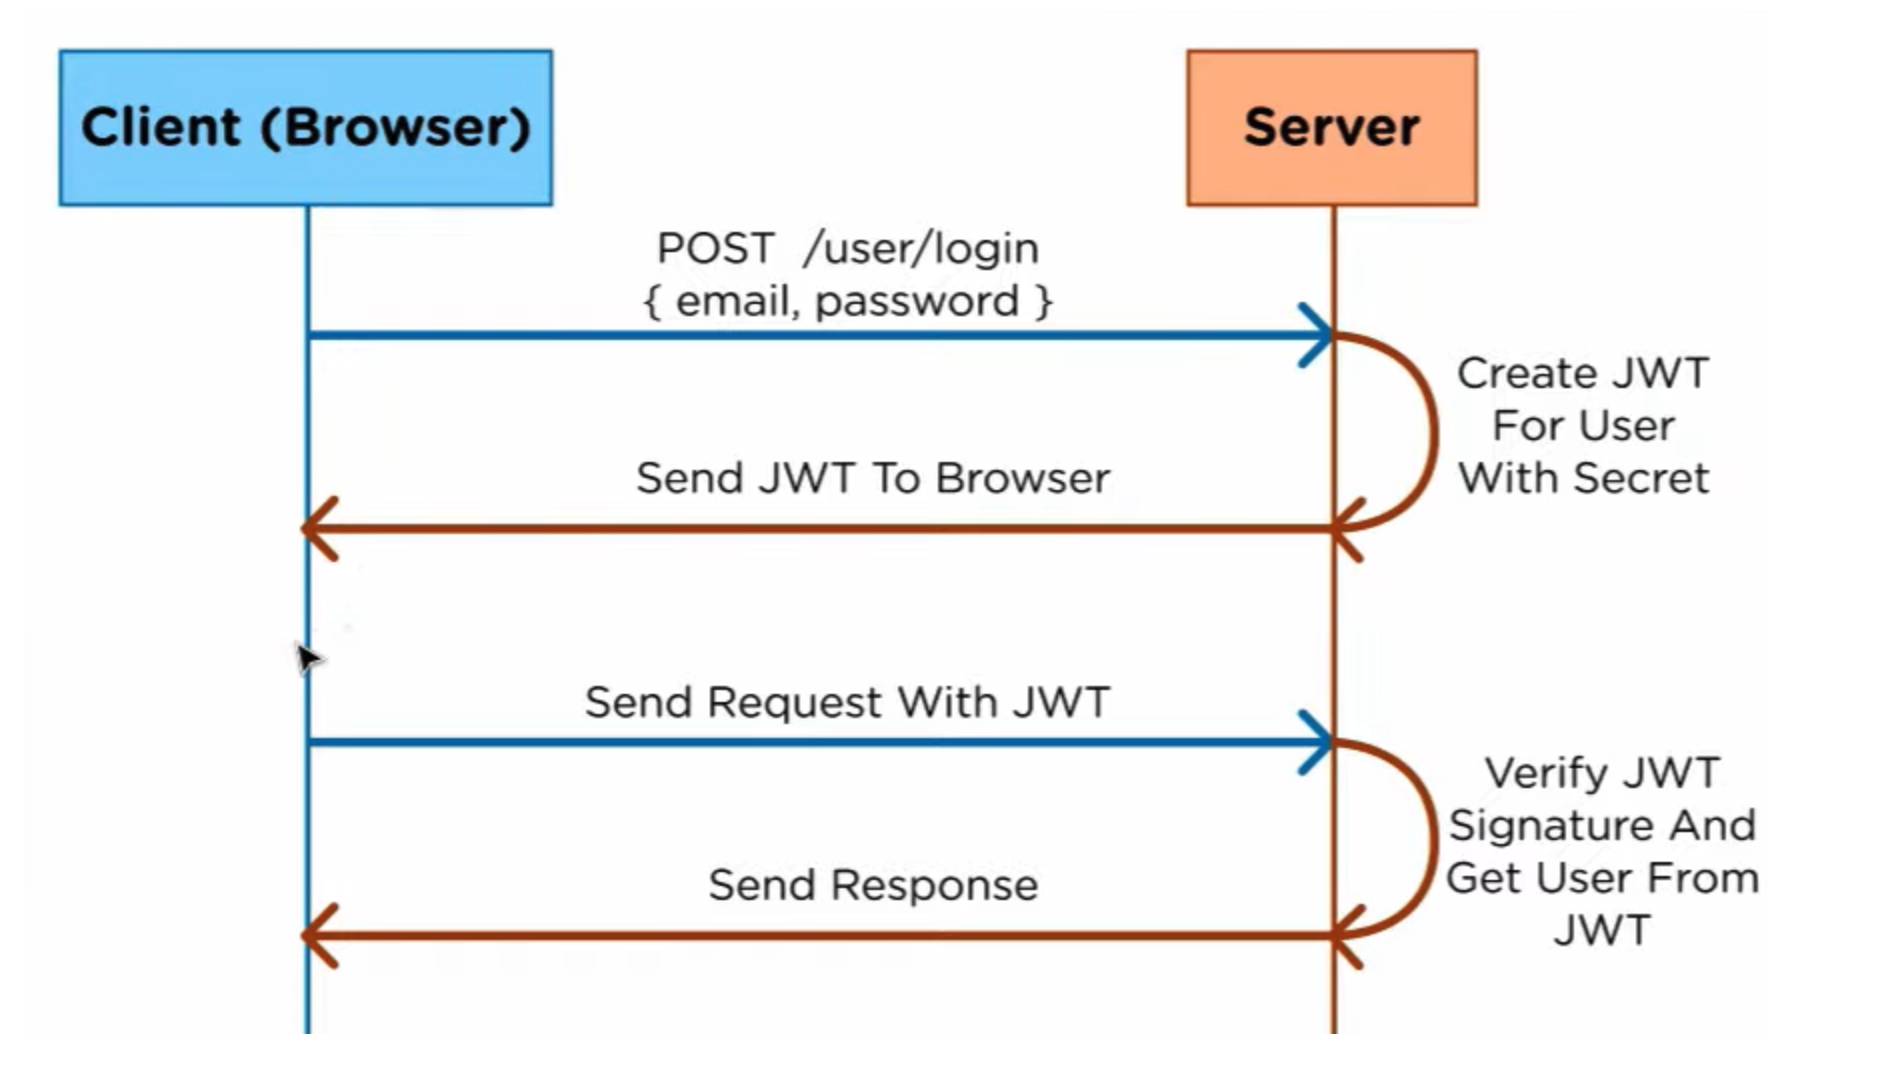 Client (Browser)
Server
POST /user/login
{ email, password }
Create JWT
For User
With Secret
Send JWT To Browser
Send Request With JWT
Verify JWT
Signature And
Get User From
JWT
Send Response